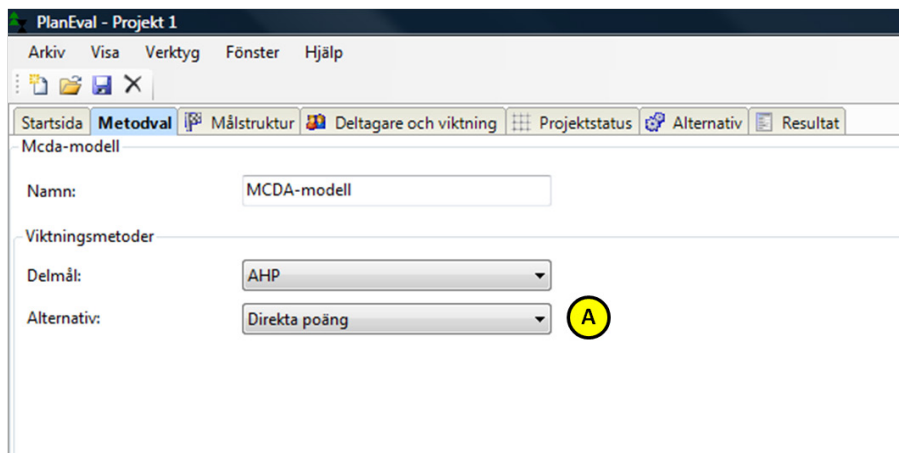 PlanEval - Projekt 1
Arkiv Visa Verktyg Fönster Hjälp
Startsida Metodval Målstruktur Deltagare och viktning Projektstatus Alternativ Resultat
Mcda-modell
Namn: MCDA-modell
Viktningsmetoder
Delmål: AHP
Alternativ: Direkta poäng A